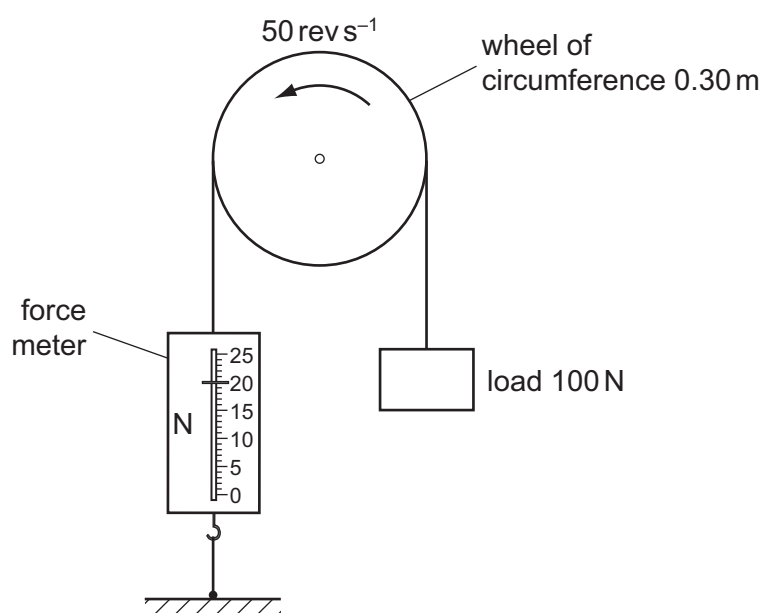 50 rev s⁻¹
wheel of
circumference 0.30 m
force
meter
25
20
15
10
5
0
N
load 100 N